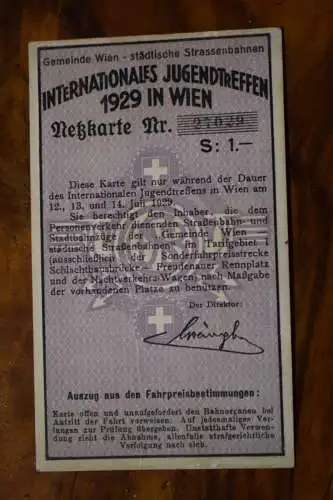 Gemeinde Wien - städtische Strassenbahnen
INTERNATIONALES JUGENDTREFFEN
1929 IN WIEN
Netzkarte Nr. 27029
S: 1.—
Diese Karte gilt nur während der Dauer
des Internationalen Jugendtreffens in Wien am
12., 13. und 14. Juli 1929.
Sie berechtigt den Inhaber, die dem
Personenverkehr dienenden Straßenbahn- und
Stadtbahnzüge der „Gemeinde Wien —
städtische Straßenbahnen" im Tarifgebiet I
(ausschließlich der Sonderfahrpreisstrecke
Schlachthausbrücke—Freudenauer Rennplatz
und der Nachtverkehrs-Wagen) nach Maßgabe
der vorhandenen Plätze zu benützen.
Der Direktor:
Auszug aus den Fahrpreisbestimmungen:
Karte offen und unaufgefordert den Bahnorganen bei
Antritt der Fahrt vorweisen. Auf jedesmaliges Ver-
langen zur Prüfung übergeben. Unstatthafte Verwen-
dung zieht die Abnahme, allenfalls strafgerichtliche
Verfolgung nach sich.